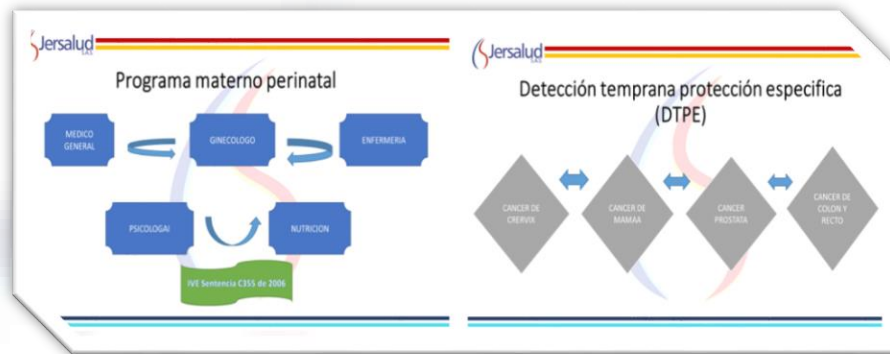 Jersalud
S.A.S
Programa materno perinatal
MEDICO
GENERAL
GINECOLOGO
ENFERMERIA
PSICOLOGAI
NUTRICION
IVE Sentencia C355 de 2006
Jersalud
S.A.S
Detección temprana protección especifica
(DTPE)
CANCER DE
CRERVIX
CANCER DE
MAMAA
CANCER
PROSTATA
CANCER DE
COLON Y
RECTO